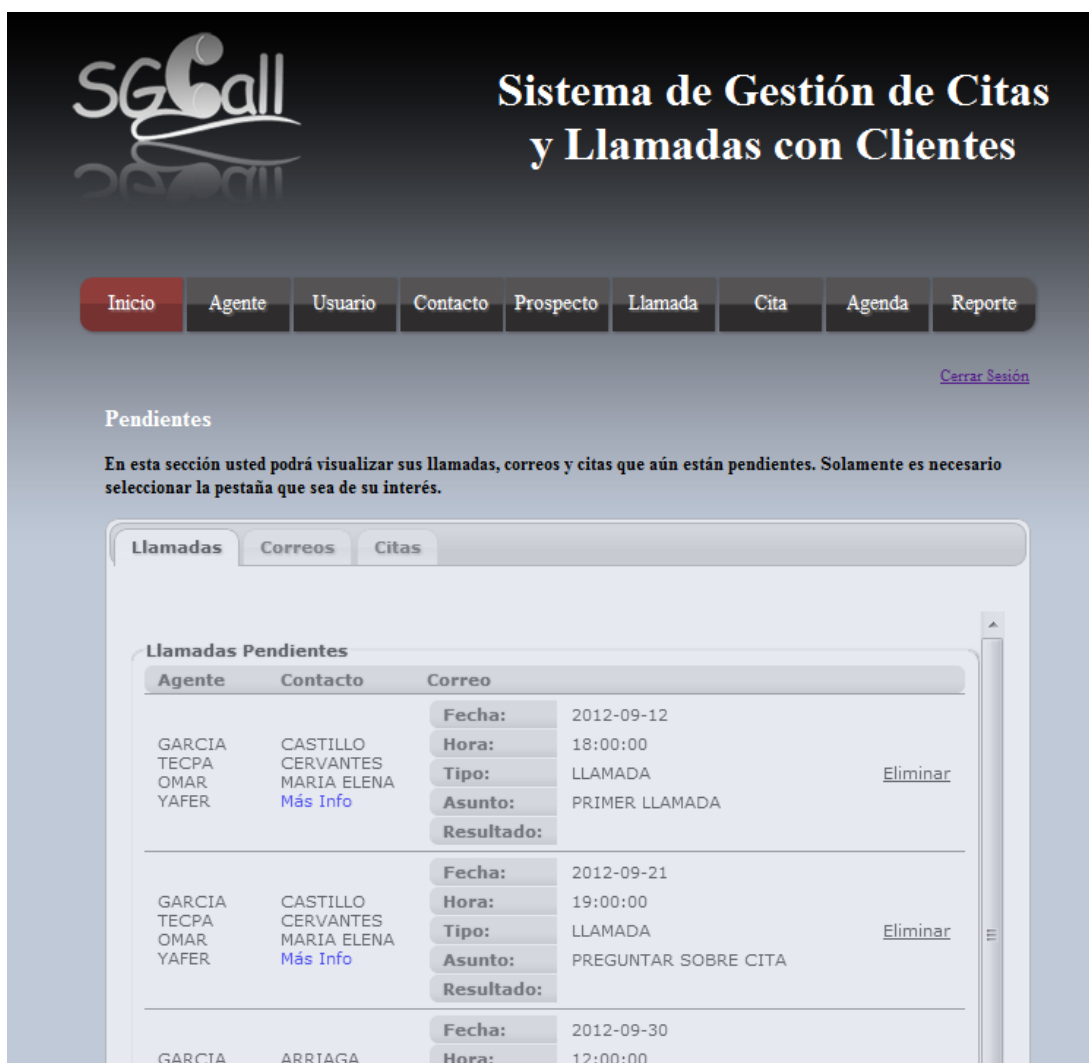 SGCall
Sistema de Gestión de Citas
y Llamadas con Clientes
Inicio Agente Usuario Contacto Prospecto Llamada Cita Agenda Reporte
Cerrar Sesión
Pendientes
En esta sección usted podrá visualizar sus llamadas, correos y citas que aún están pendientes. Solamente es necesario
seleccionar la pestaña que sea de su interés.
Llamadas Correos Citas
Llamadas Pendientes
Agente Contacto Correo
GARCIA
TECPA
OMAR
YAFER
CASTILLO
CERVANTES
MARIA ELENA
Más Info
Fecha: 2012-09-12
Hora: 18:00:00
Tipo: LLAMADA
Asunto: PRIMER LLAMADA
Resultado:
Eliminar
GARCIA
TECPA
OMAR
YAFER
CASTILLO
CERVANTES
MARIA ELENA
Más Info
Fecha: 2012-09-21
Hora: 19:00:00
Tipo: LLAMADA
Asunto: PREGUNTAR SOBRE CITA
Resultado:
Eliminar
GARCIA
ARRIAGA
Fecha: 2012-09-30
Hora: 12:00:00